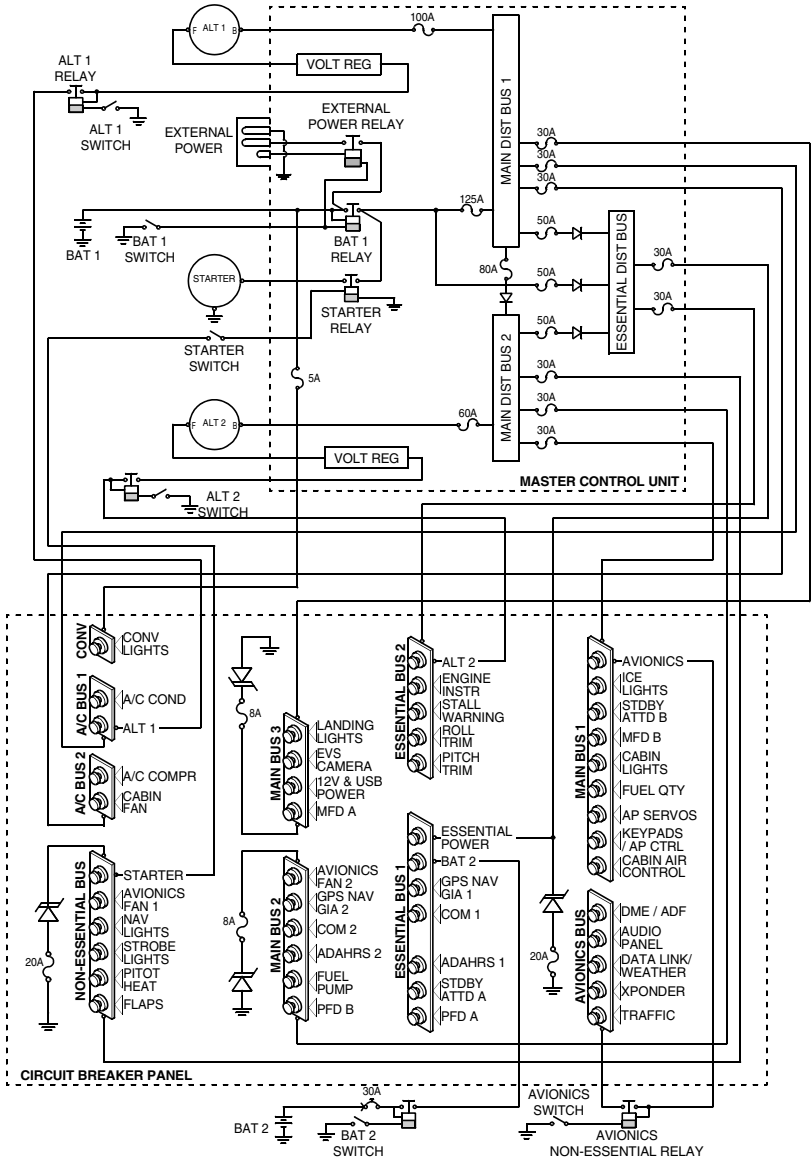 F ALT 1 B
100A
VOLT REG
ALT 1
RELAY
ALT 1
SWITCH
EXTERNAL
POWER
EXTERNAL
POWER RELAY
MAIN DIST BUS 1
30A
30A
30A
125A
BAT 1
BAT 1
SWITCH
BAT 1
RELAY
50A
ESSENTIAL DIST BUS
30A
80A
STARTER
50A
30A
STARTER
RELAY
50A
STARTER
SWITCH
MAIN DIST BUS 2
5A
30A
30A
30A
F ALT 2 B
60A
VOLT REG
MASTER CONTROL UNIT
ALT 2
SWITCH
CONV
CONV
LIGHTS
A/C BUS 1
A/C COND
ALT 1
A/C BUS 2
A/C COMPR
CABIN
FAN
NON-ESSENTIAL BUS
STARTER
AVIONICS
FAN 1
NAV
LIGHTS
STROBE
LIGHTS
PITOT
HEAT
FLAPS
20A
8A
MAIN BUS 3
LANDING
LIGHTS
EVS
CAMERA
12V & USB
POWER
MFD A
8A
MAIN BUS 2
AVIONICS
FAN 2
GPS NAV
GIA 2
COM 2
ADAHRS 2
FUEL
PUMP
PFD B
ESSENTIAL BUS 2
ALT 2
ENGINE
INSTR
STALL
WARNING
ROLL
TRIM
PITCH
TRIM
ESSENTIAL BUS 1
ESSENTIAL
POWER
BAT 2
GPS NAV
GIA 1
COM 1
ADAHRS 1
STDBY
ATTD A
PFD A
20A
MAIN BUS 1
AVIONICS
ICE
LIGHTS
STDBY
ATTD B
MFD B
CABIN
LIGHTS
FUEL QTY
AP SERVOS
KEYPADS
/ AP CTRL
CABIN AIR
CONTROL
AVIONICS BUS
DME / ADF
AUDIO
PANEL
DATA LINK/
WEATHER
XPONDER
TRAFFIC
CIRCUIT BREAKER PANEL
BAT 2
30A
BAT 2
SWITCH
AVIONICS
SWITCH
AVIONICS
NON-ESSENTIAL RELAY